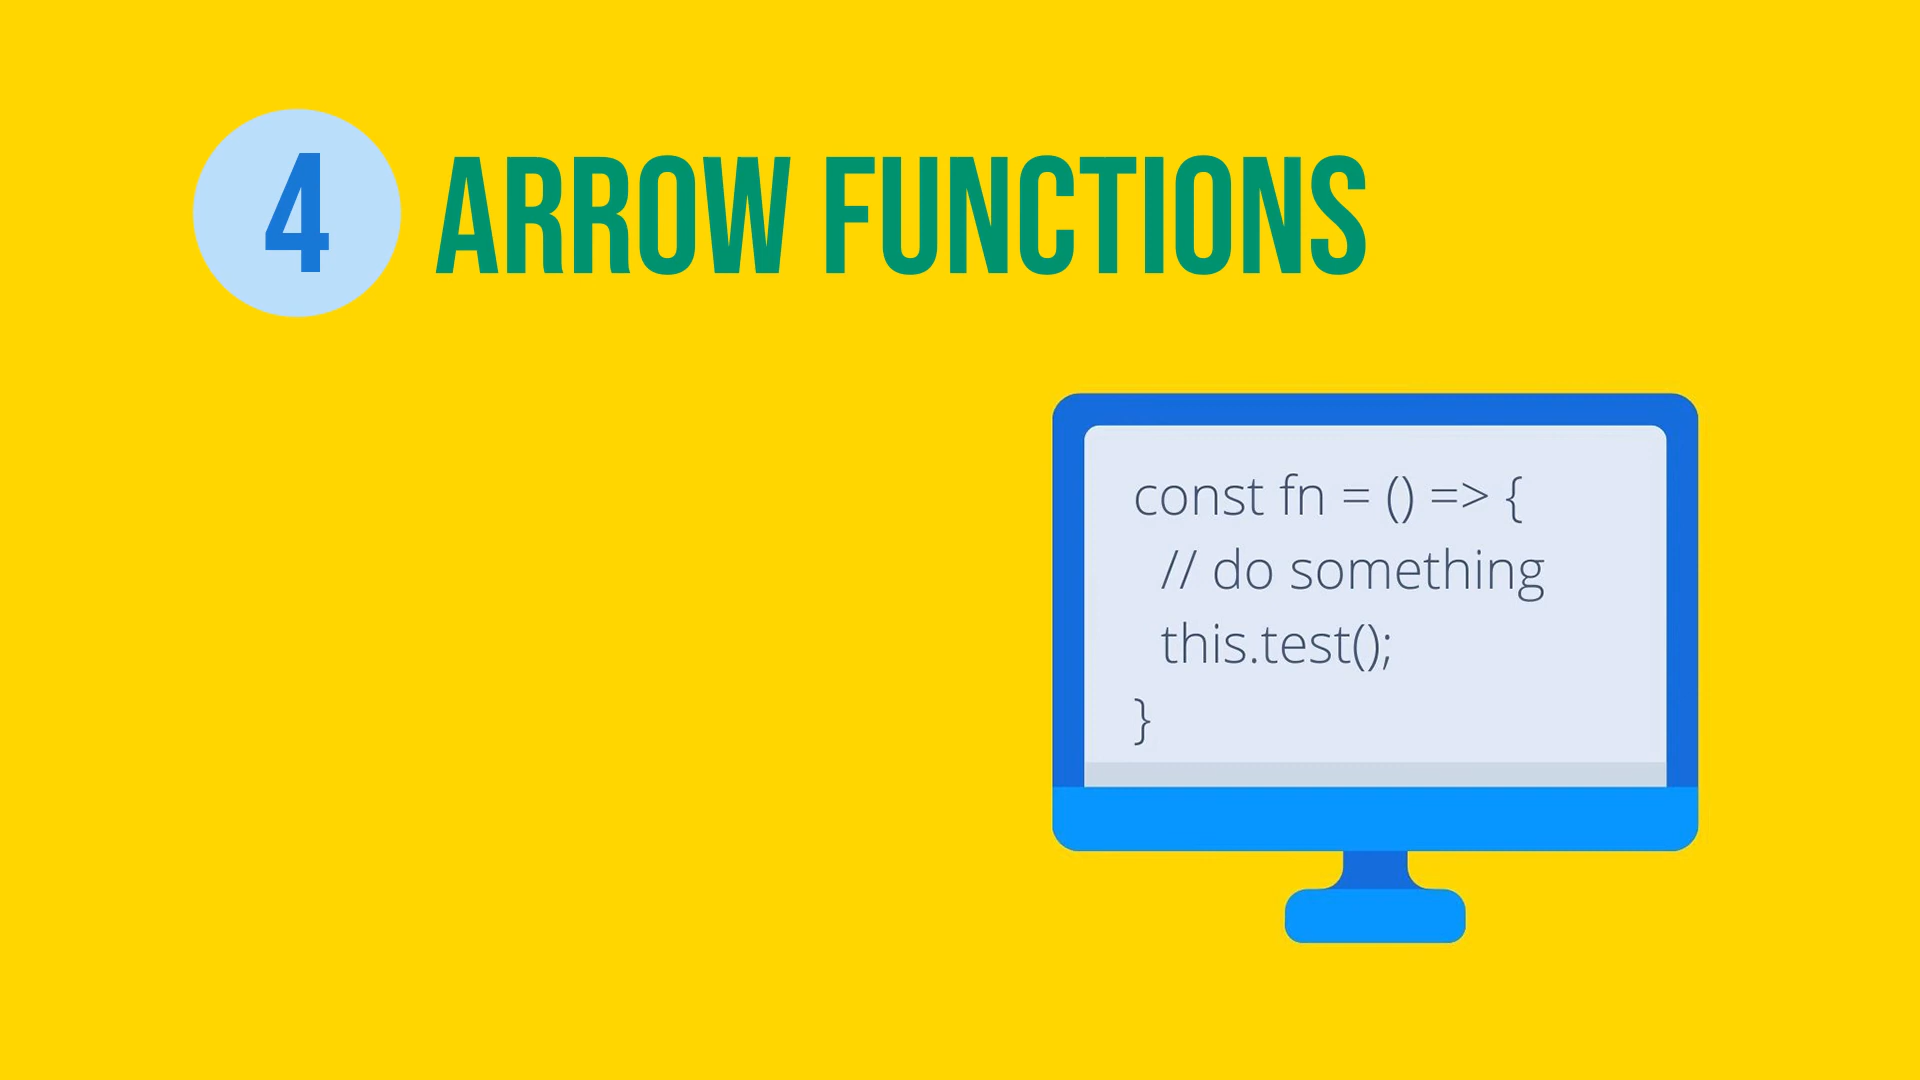 4 ARROW FUNCTIONS
const fn = () => {
// do something
this.test();
}